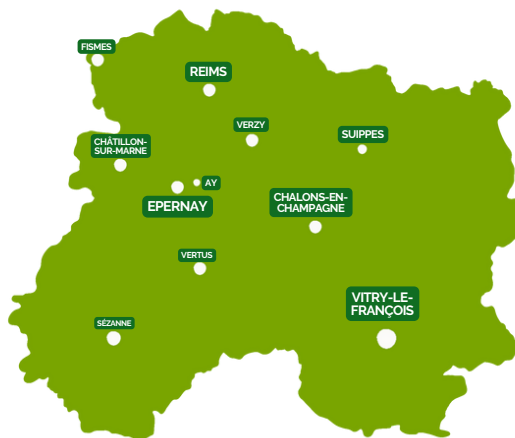 FISMES
REIMS
VERZY
SUIPPES
CHÂTILLON-
SUR-MARNE
AY
EPERNAY
CHALONS-EN-
CHAMPAGNE
VERTUS
VITRY-LE-
FRANÇOIS
SÉZANNE